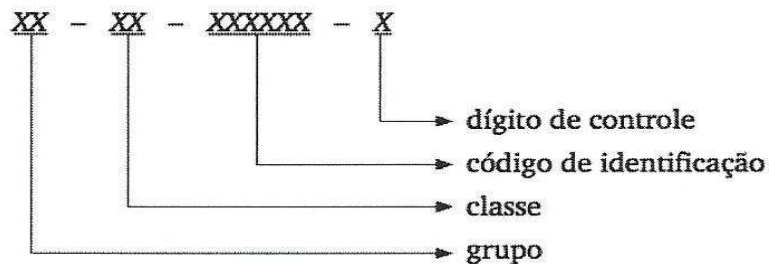 XX – XX – XXXXXX – X
dígito de controle
código de identificação
classe
grupo